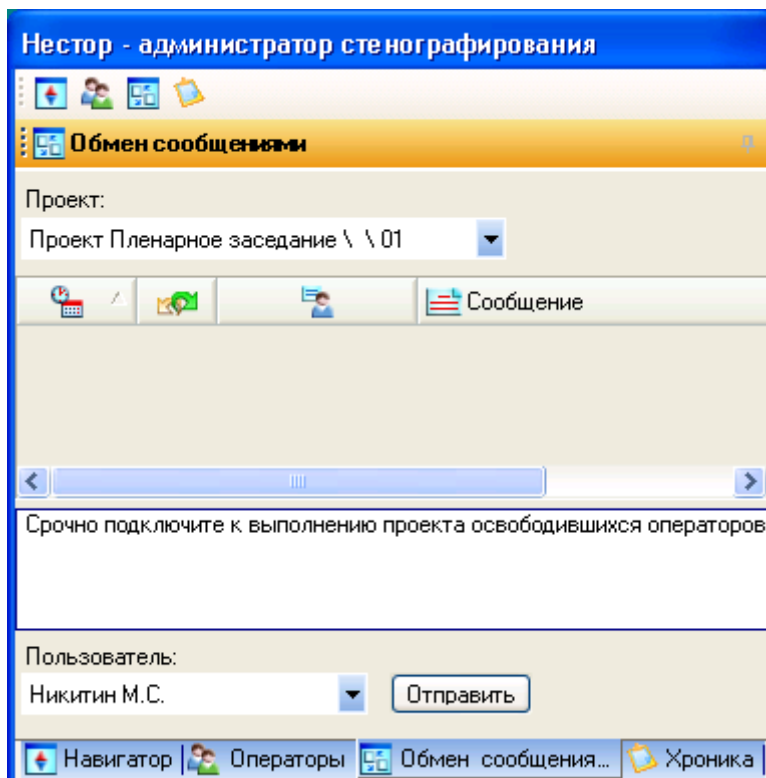 Нестор - администратор стенографирования
Обмен сообщениями
Проект:
Проект Пленарное заседание \ \ 01
Сообщение
Срочно подключите к выполнению проекта освободившихся операторов
Пользователь:
Никитин М.С.
Отправить
Навигатор Операторы Обмен сообщения... Хроника